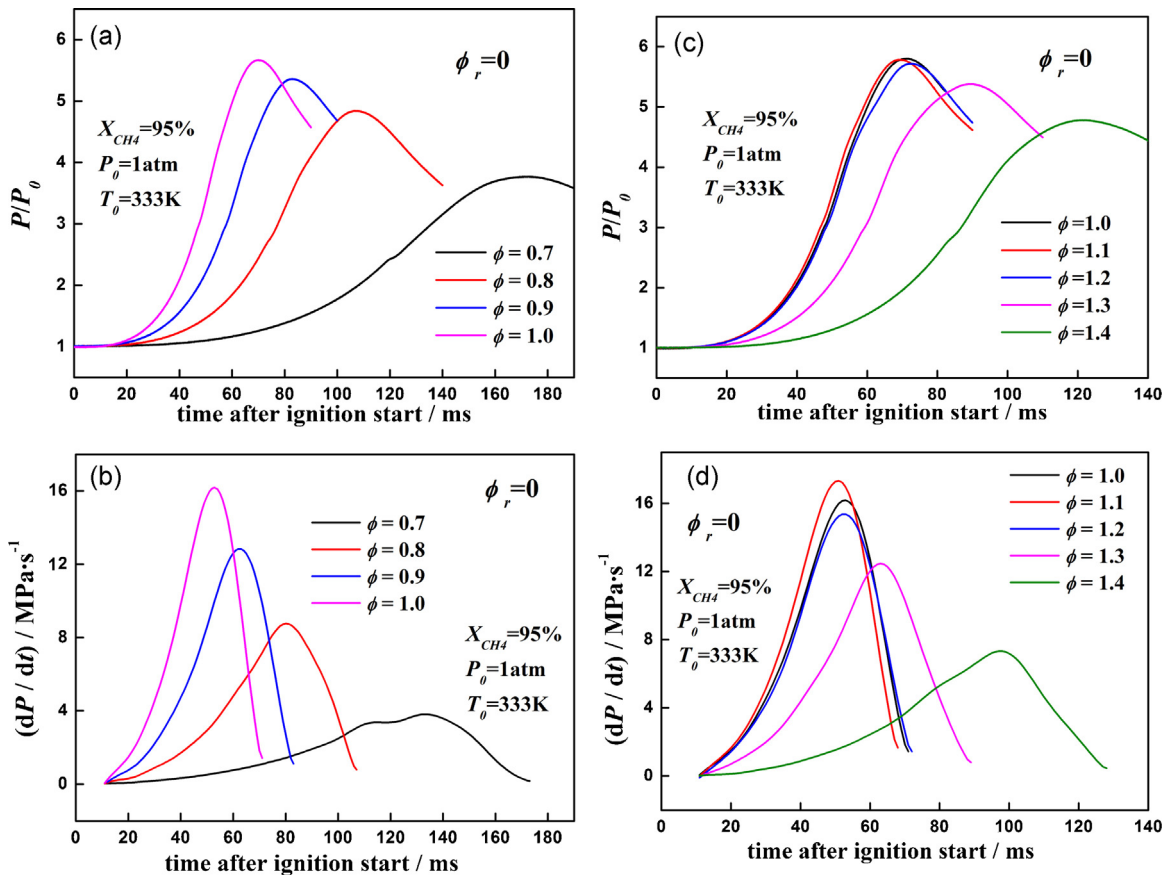 (a)
ϕr=0
XCH4=95%
P0=1atm
T0=333K
ϕ = 0.7
ϕ = 0.8
ϕ = 0.9
ϕ = 1.0
P/P0
6
5
4
3
2
1
0 20 40 60 80 100 120 140 160 180
time after ignition start / ms
(c)
ϕr=0
XCH4=95%
P0=1atm
T0=333K
ϕ=1.0
ϕ=1.1
ϕ=1.2
ϕ=1.3
ϕ=1.4
P/P0
6
5
4
3
2
1
0 20 40 60 80 100 120 140
time after ignition start / ms
(b)
ϕr=0
ϕ = 0.7
ϕ = 0.8
ϕ = 0.9
ϕ = 1.0
XCH4=95%
P0=1atm
T0=333K
(dP / dt) / MPa·s-1
16
12
8
4
0
0 20 40 60 80 100 120 140 160 180
time after ignition start / ms
(d)
ϕr=0
XCH4=95%
P0=1atm
T0=333K
ϕ = 1.0
ϕ = 1.1
ϕ = 1.2
ϕ = 1.3
ϕ = 1.4
(dP / dt) / MPa·s-1
16
12
8
4
0
0 20 40 60 80 100 120 140
time after ignition start / ms